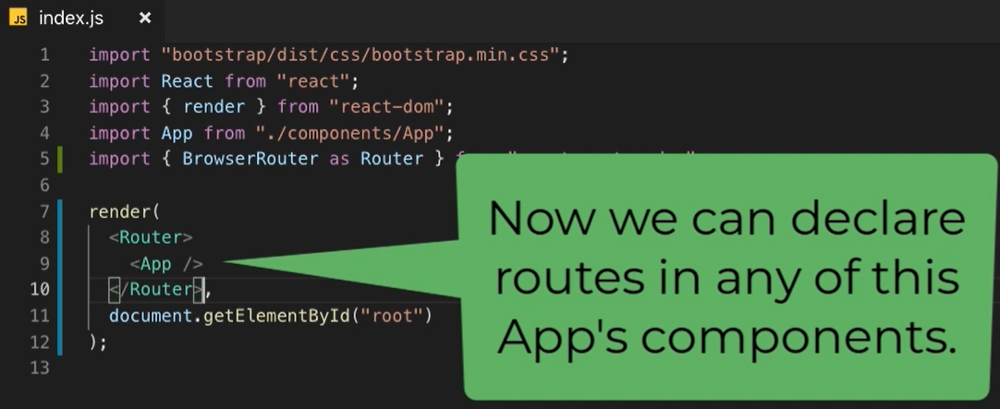 JS index.js ×
1 import "bootstrap/dist/css/bootstrap.min.css";
2 import React from "react";
3 import { render } from "react-dom";
4 import App from "./components/App";
5 import { BrowserRouter as Router }
6
7 render(
8 <Router>
9 <App />
10 </Router>,
11 document.getElementById("root")
12 );
13
Now we can declare
routes in any of this
App's components.